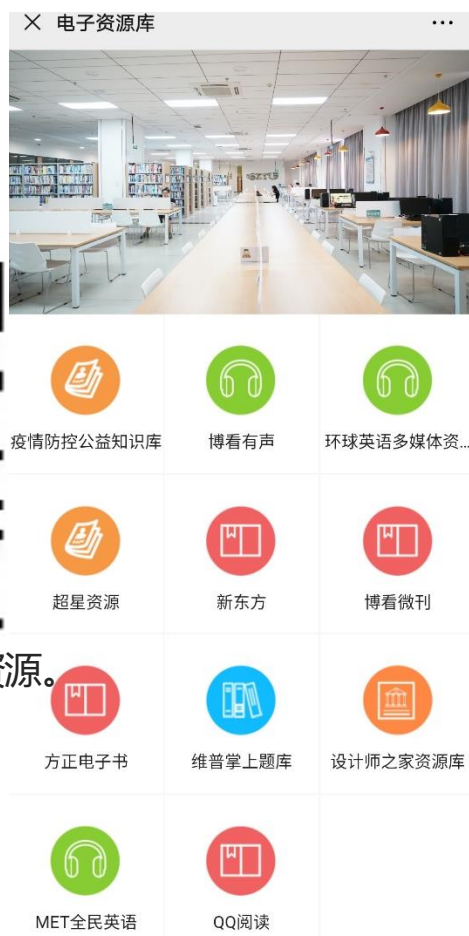 电子资源库
疫情防控公益知识库
博看有声
环球英语多媒体资...
超星资源
新东方
博看微刊
资源。
方正电子书
维普掌上题库
设计师之家资源库
MET全民英语
QQ阅读